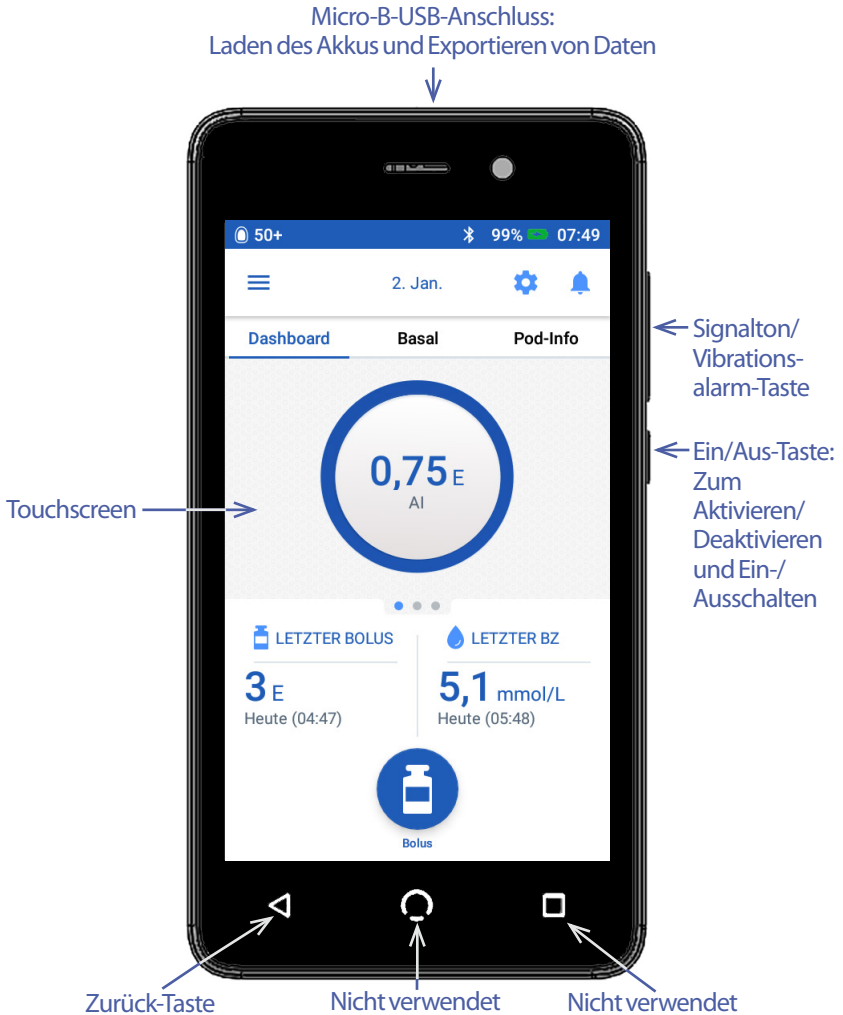 Micro-B-USB-Anschluss:
Laden des Akkus und Exportieren von Daten
50+
99%
07:49
2. Jan.
Dashboard
Basal
Pod-Info
0,75 E
AI
Signalton/
Vibrations-
alarm-Taste
Ein/Aus-Taste:
Zum
Aktivieren/
Deaktivieren
und Ein-/
Ausschalten
Touchscreen
LETZTER BOLUS
3 E
Heute (04:47)
LETZTER BZ
5,1 mmol/L
Heute (05:48)
Bolus
Zurück-Taste
Nicht verwendet
Nicht verwendet